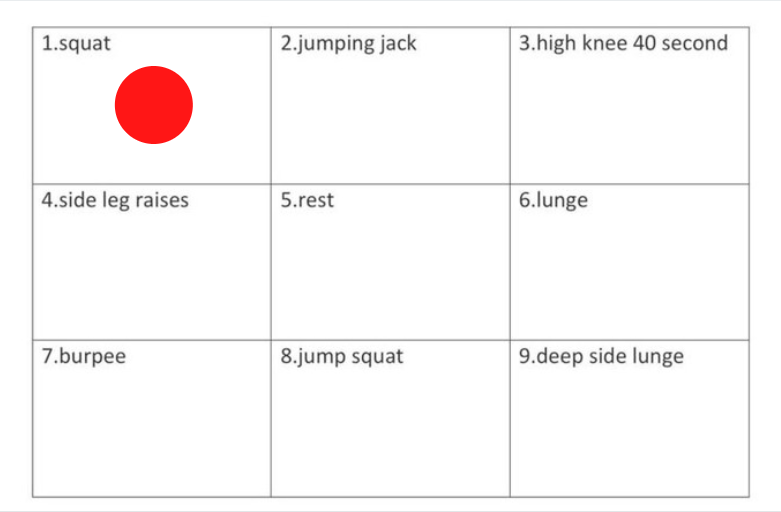 1.squat
2.jumping jack
3.high knee 40 second
4.side leg raises
5.rest
6.lunge
7.burpee
8.jump squat
9.deep side lunge